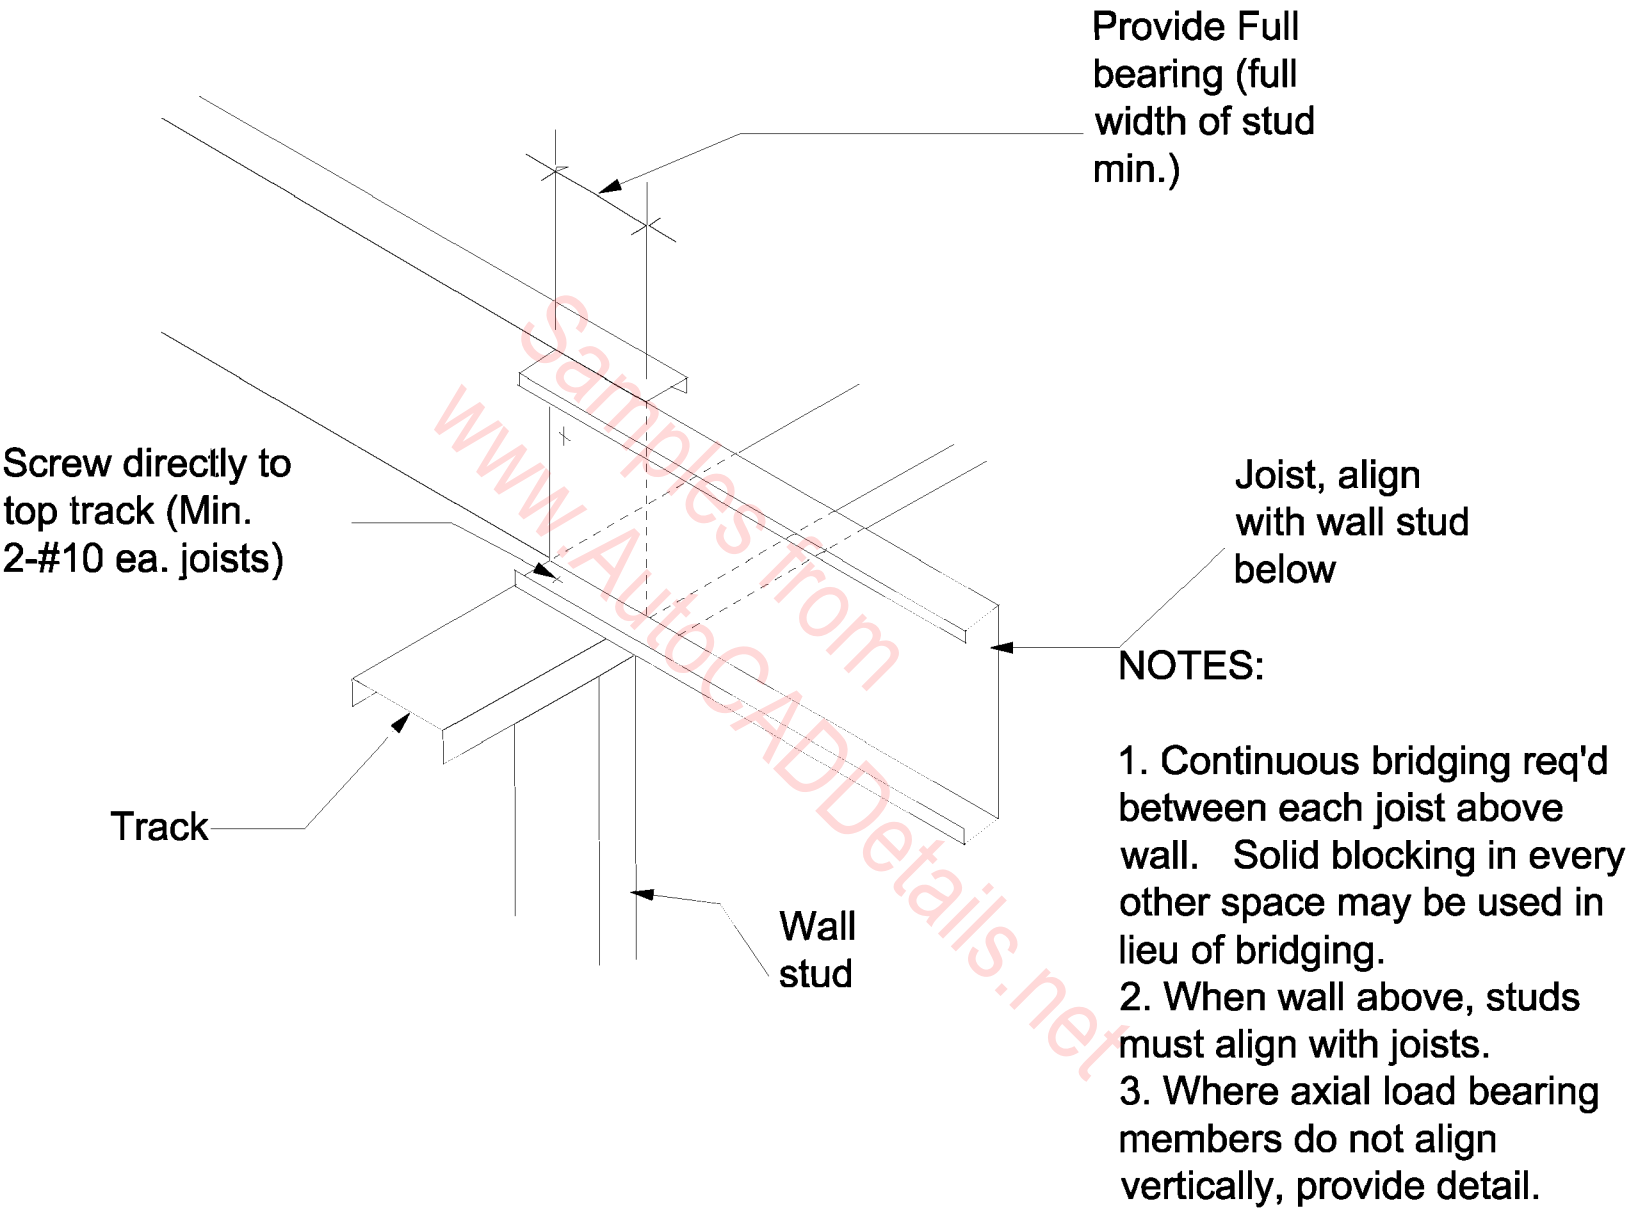 Provide Full
bearing (full
width of stud
min.)
Screw directly to
top track (Min.
2-#10 ea. joists)
Joist, align
with wall stud
below
Track
Wall
stud
NOTES:
1. Continuous bridging req'd
between each joist above
wall.   Solid blocking in every
other space may be used in
lieu of bridging.
2. When wall above, studs
must align with joists.
3. Where axial load bearing
members do not align
vertically, provide detail.
Samples from
www.AutoCADDetails.net